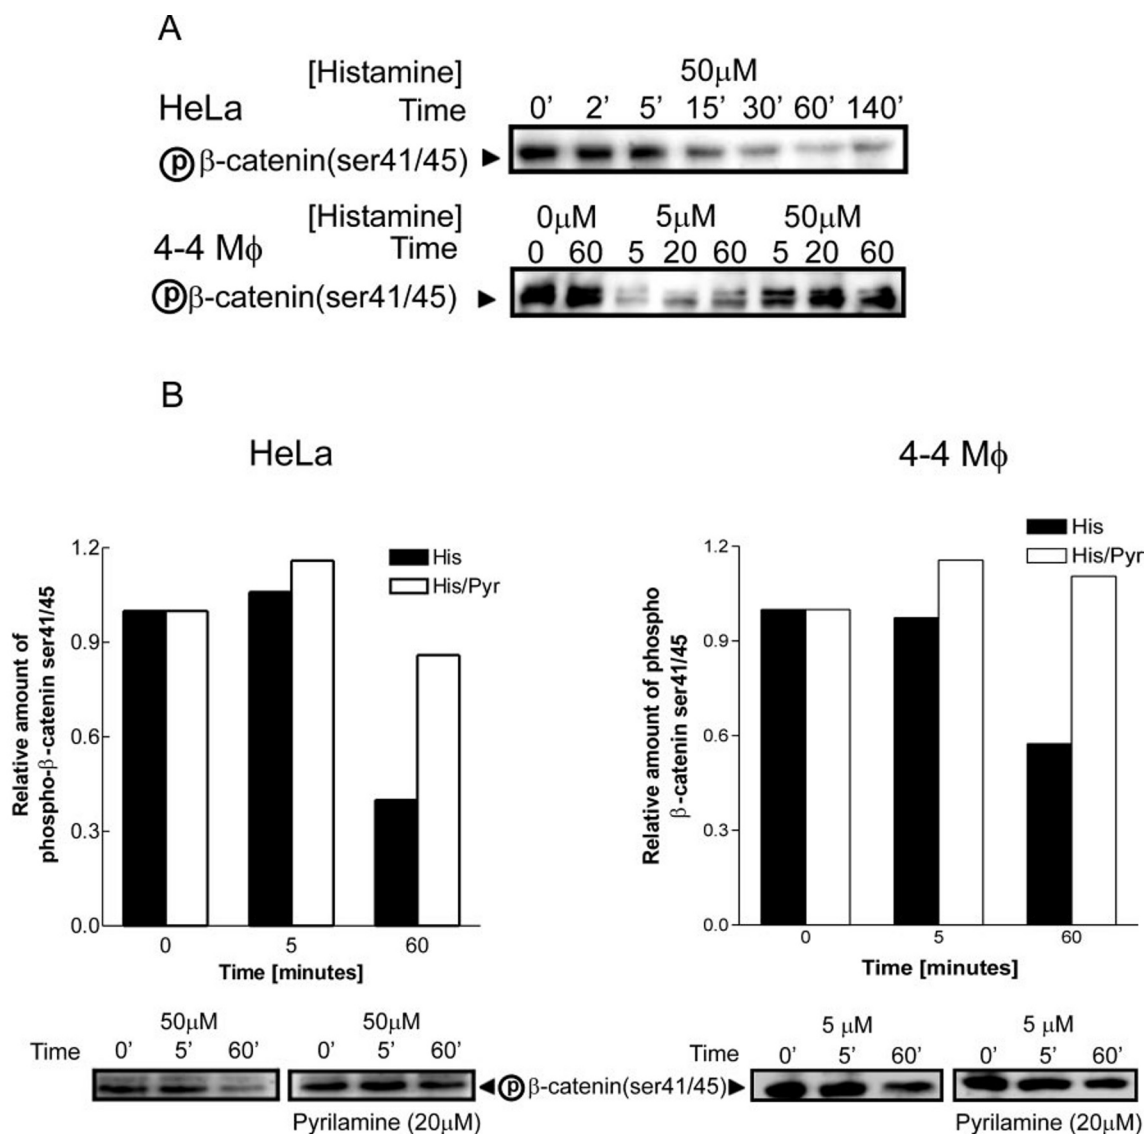 A
[Histamine] 50μM
HeLa Time 0’ 2’ 5’ 15’ 30’ 60’ 140’
p β-catenin(ser41/45)
[Histamine] 0μM 5μM 50μM
4-4 Mϕ Time 0 60 5 20 60 5 20 60
p β-catenin(ser41/45)
B
HeLa
His
His/Pyr
1.2
0.9
0.6
0.3
0.0
Relative amount of
phospho-β-catenin ser41/45
0 5 60
Time [minutes]
4-4 Mϕ
His
His/Pyr
1.2
0.9
0.6
0.3
0.0
Relative amount of phospho
β-catenin ser41/45
0 5 60
Time [minutes]
50μM 50μM
Time 0’ 5’ 60’ 0’ 5’ 60’
Pyrilamine (20μM)
p β-catenin(ser41/45)
5 μM 5 μM
Time 0’ 5’ 60’ 0’ 5’ 60’
Pyrilamine (20μM)